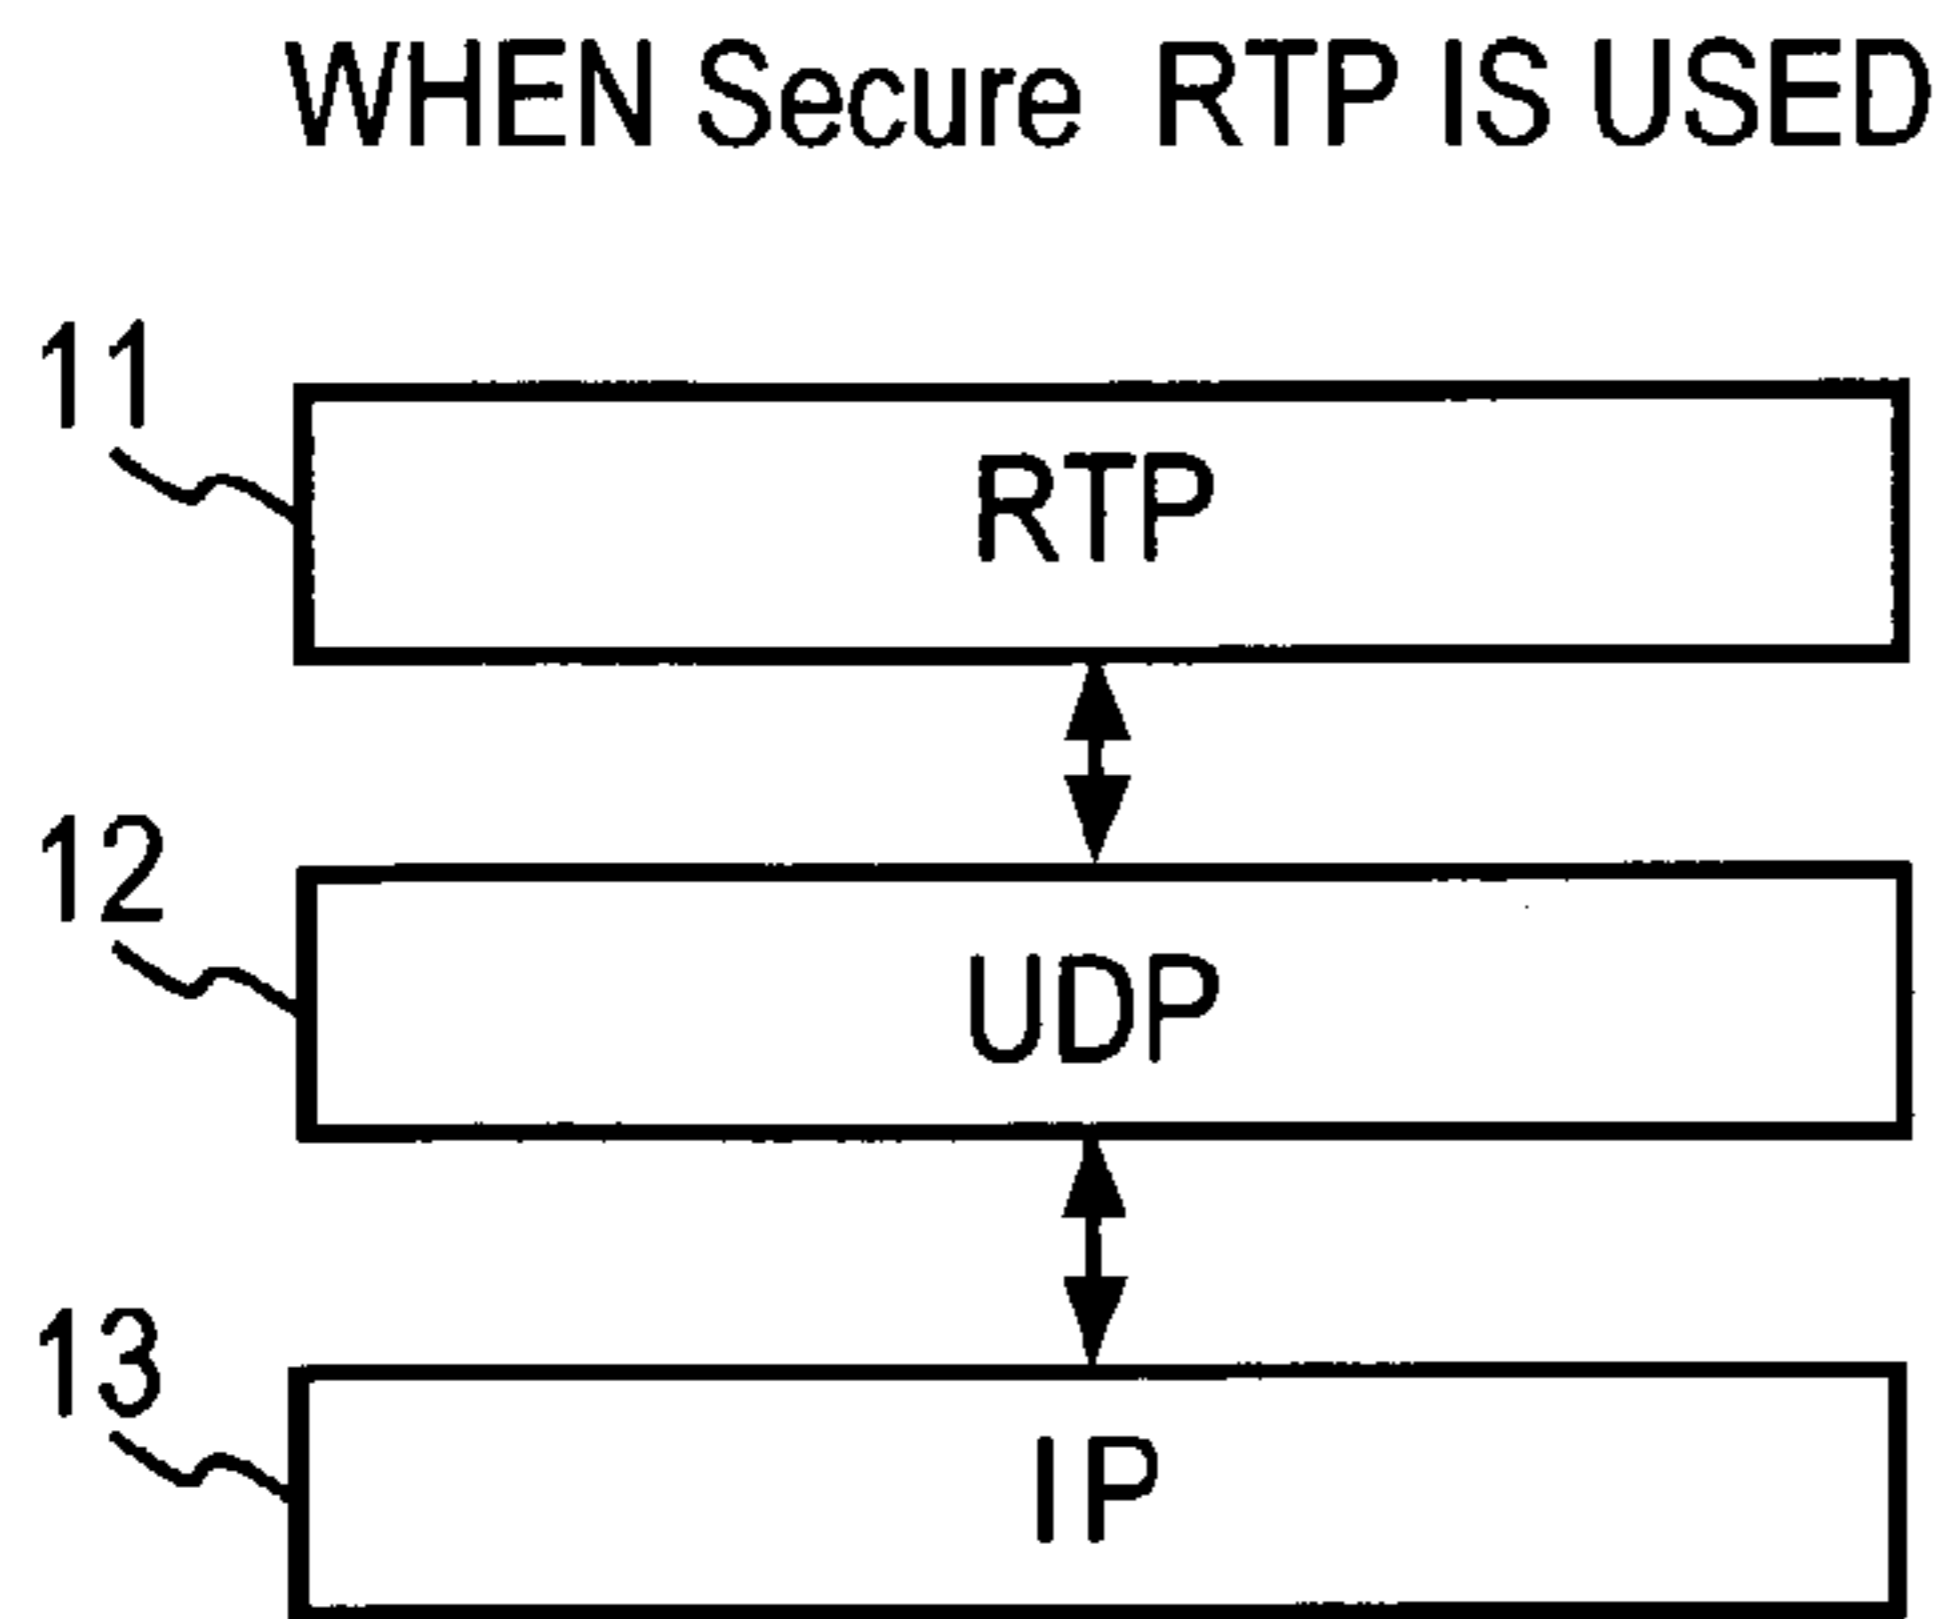 WHEN Secure RTP IS USED
11
RTP
12
UDP
13
IP